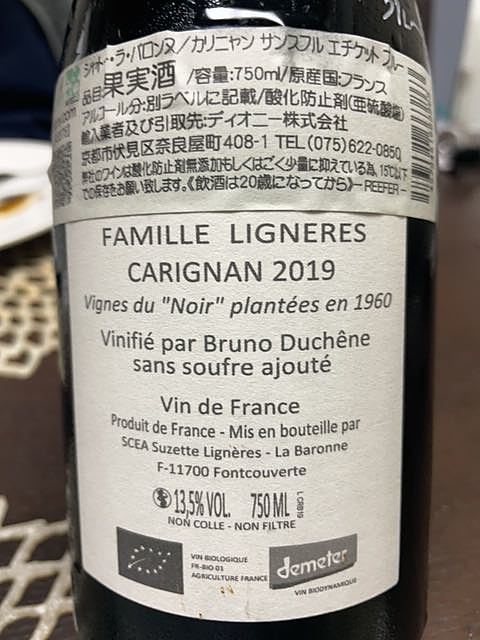 シャトー・ラ・バロンヌ/カリニャン サンスフル エチケット ブルー
品目:果実酒 /容量:750ml/原産国:フランス
アルコール分:別ラベルに記載/酸化防止剤(亜硫酸塩)
輸入業者及び引取先:ディオニー株式会社
京都市伏見区奈良屋町408-1 TEL(075)622-0850
弊社のワインは酸化防止剤無添加もしくはごく少量に抑えている為、15℃以下
での保存をお願い致します。《飲酒は20歳になってから》-REEFER-
FAMILLE LIGNERES
CARIGNAN 2019
Vignes du "Noir" plantées en 1960
Vinifié par Bruno Duchêne
sans soufre ajouté
Vin de France
Produit de France - Mis en bouteille par
SCEA Suzette Lignères - La Baronne
F-11700 Fontcouverte
13,5% VOL. 750 ML L CRB19
NON COLLE - NON FILTRE
VIN BIOLOGIQUE
FR-BIO 01
AGRICULTURE FRANCE
demeter
VIN BIODYNAMIQUE